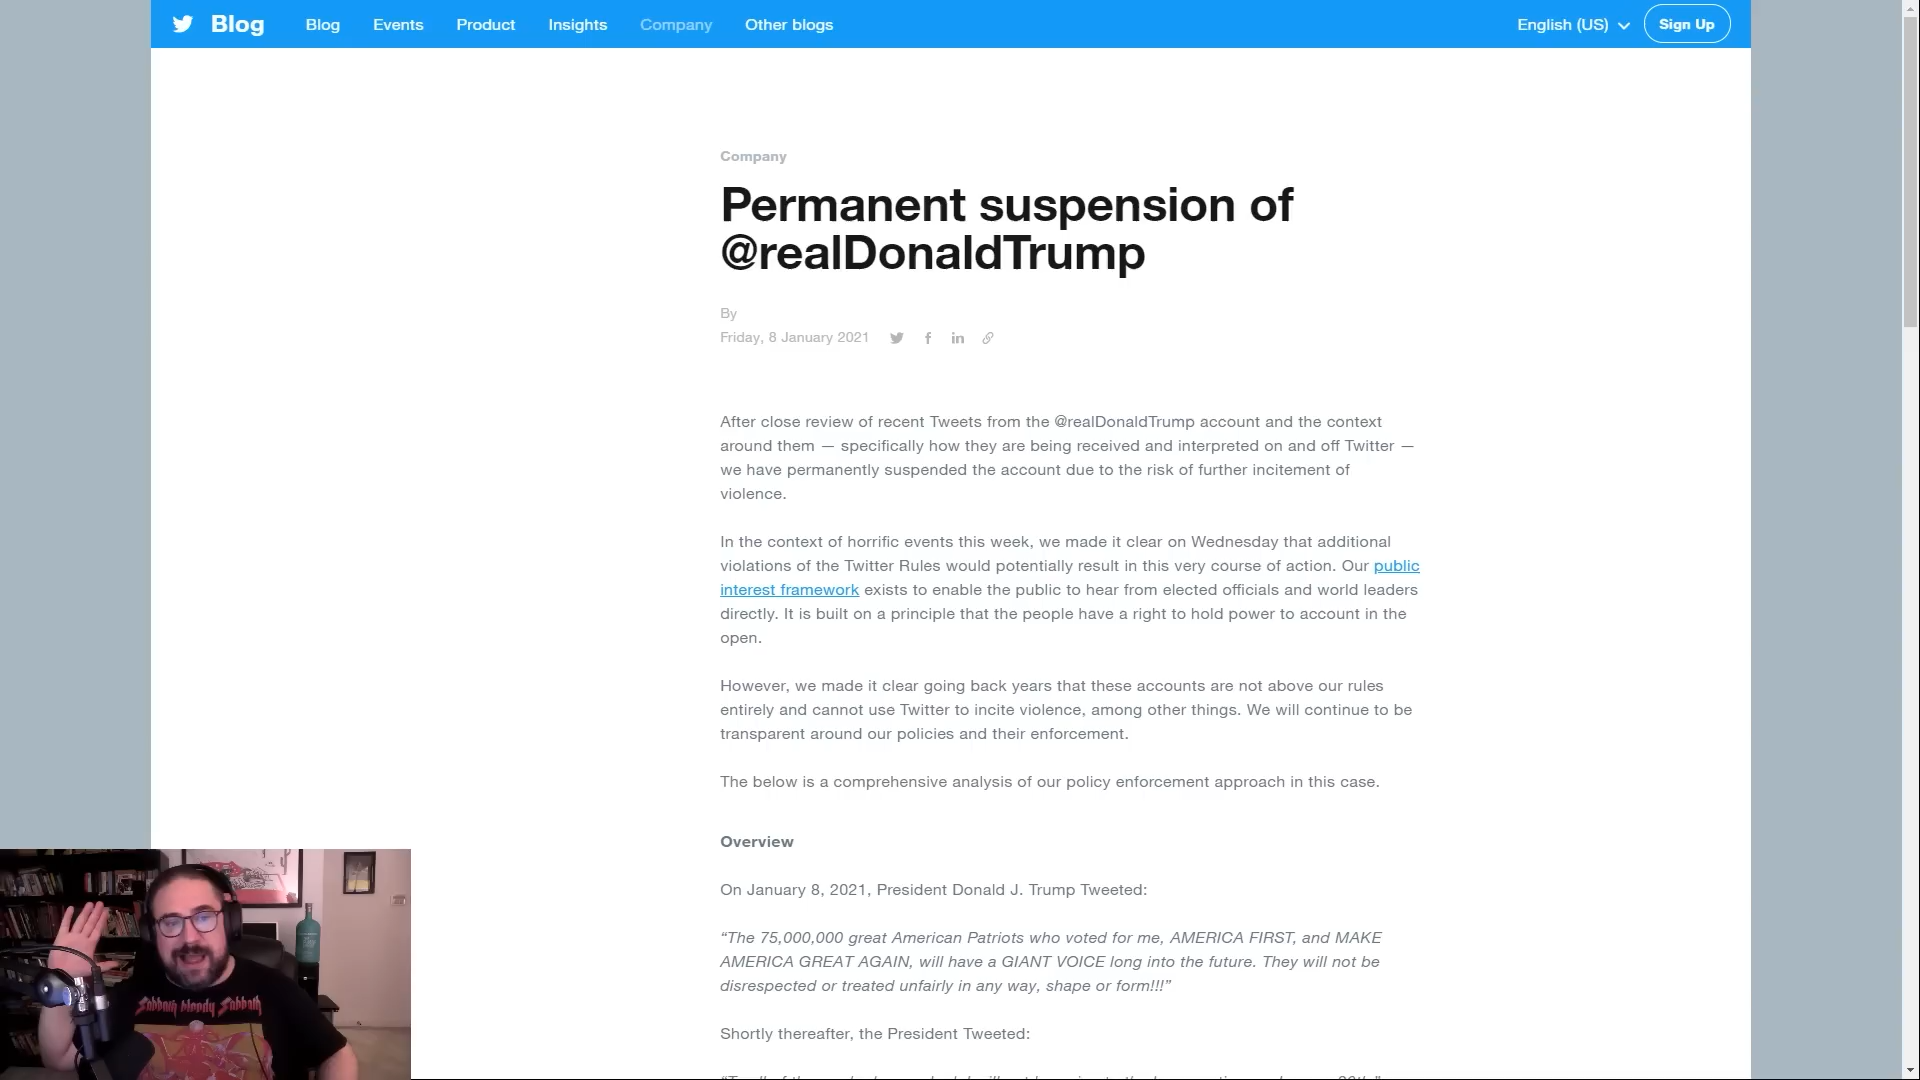 Blog Blog Events Product Insights Company Other blogs English (US) Sign Up
Company
Permanent suspension of
@realDonaldTrump
By
Friday, 8 January 2021
After close review of recent Tweets from the @realDonaldTrump account and the context
around them — specifically how they are being received and interpreted on and off Twitter —
we have permanently suspended the account due to the risk of further incitement of
violence.
In the context of horrific events this week, we made it clear on Wednesday that additional
violations of the Twitter Rules would potentially result in this very course of action. Our public
interest framework exists to enable the public to hear from elected officials and world leaders
directly. It is built on a principle that the people have a right to hold power to account in the
open.
However, we made it clear going back years that these accounts are not above our rules
entirely and cannot use Twitter to incite violence, among other things. We will continue to be
transparent around our policies and their enforcement.
The below is a comprehensive analysis of our policy enforcement approach in this case.
Overview
On January 8, 2021, President Donald J. Trump Tweeted:
“The 75,000,000 great American Patriots who voted for me, AMERICA FIRST, and MAKE
AMERICA GREAT AGAIN, will have a GIANT VOICE long into the future. They will not be
disrespected or treated unfairly in any way, shape or form!!!”
Shortly thereafter, the President Tweeted:
Sabbath bloody Sabbath